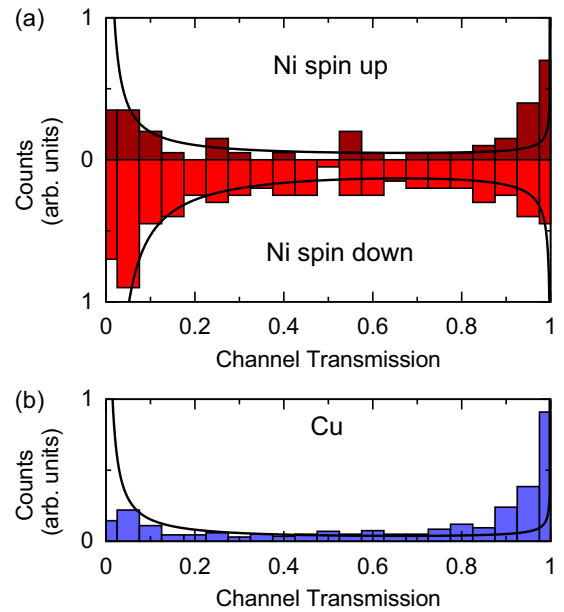 (a)
1
Ni spin up
Counts
(arb. units)
0
Ni spin down
1
0 0.2 0.4 0.6 0.8 1
Channel Transmission
(b)
1
Cu
Counts
(arb. units)
0
0 0.2 0.4 0.6 0.8 1
Channel Transmission